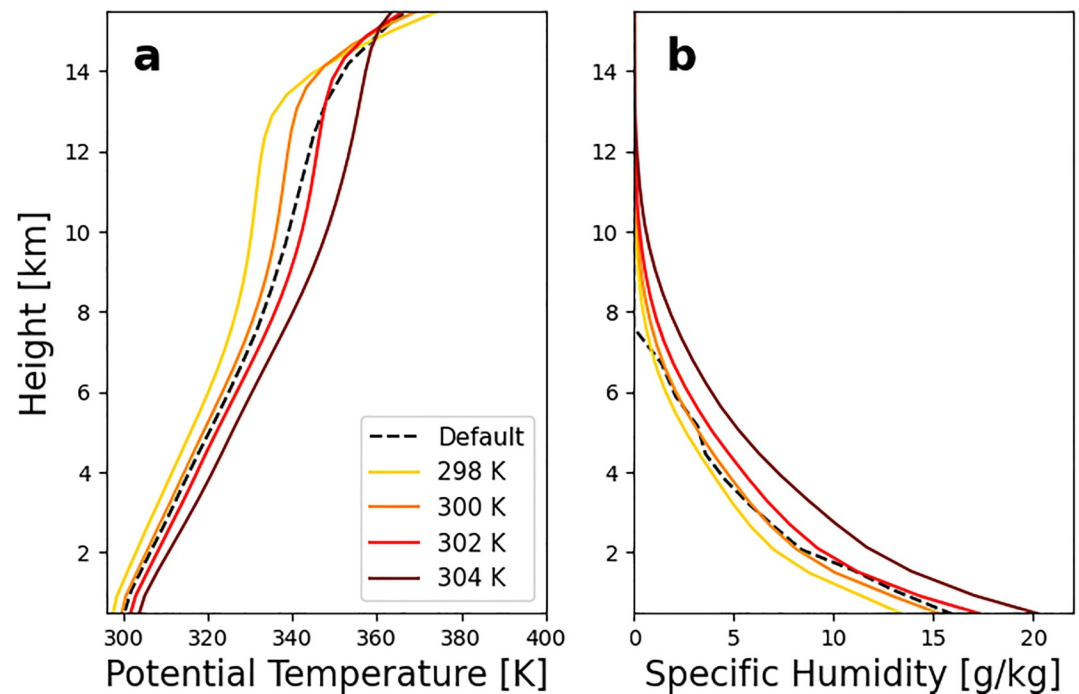 a
b
14
12
10
8
6
4
2
Height [km]
Default
298 K
300 K
302 K
304 K
300 320 340 360 380 400
Potential Temperature [K]
14
12
10
8
6
4
2
0 5 10 15 20
Specific Humidity [g/kg]